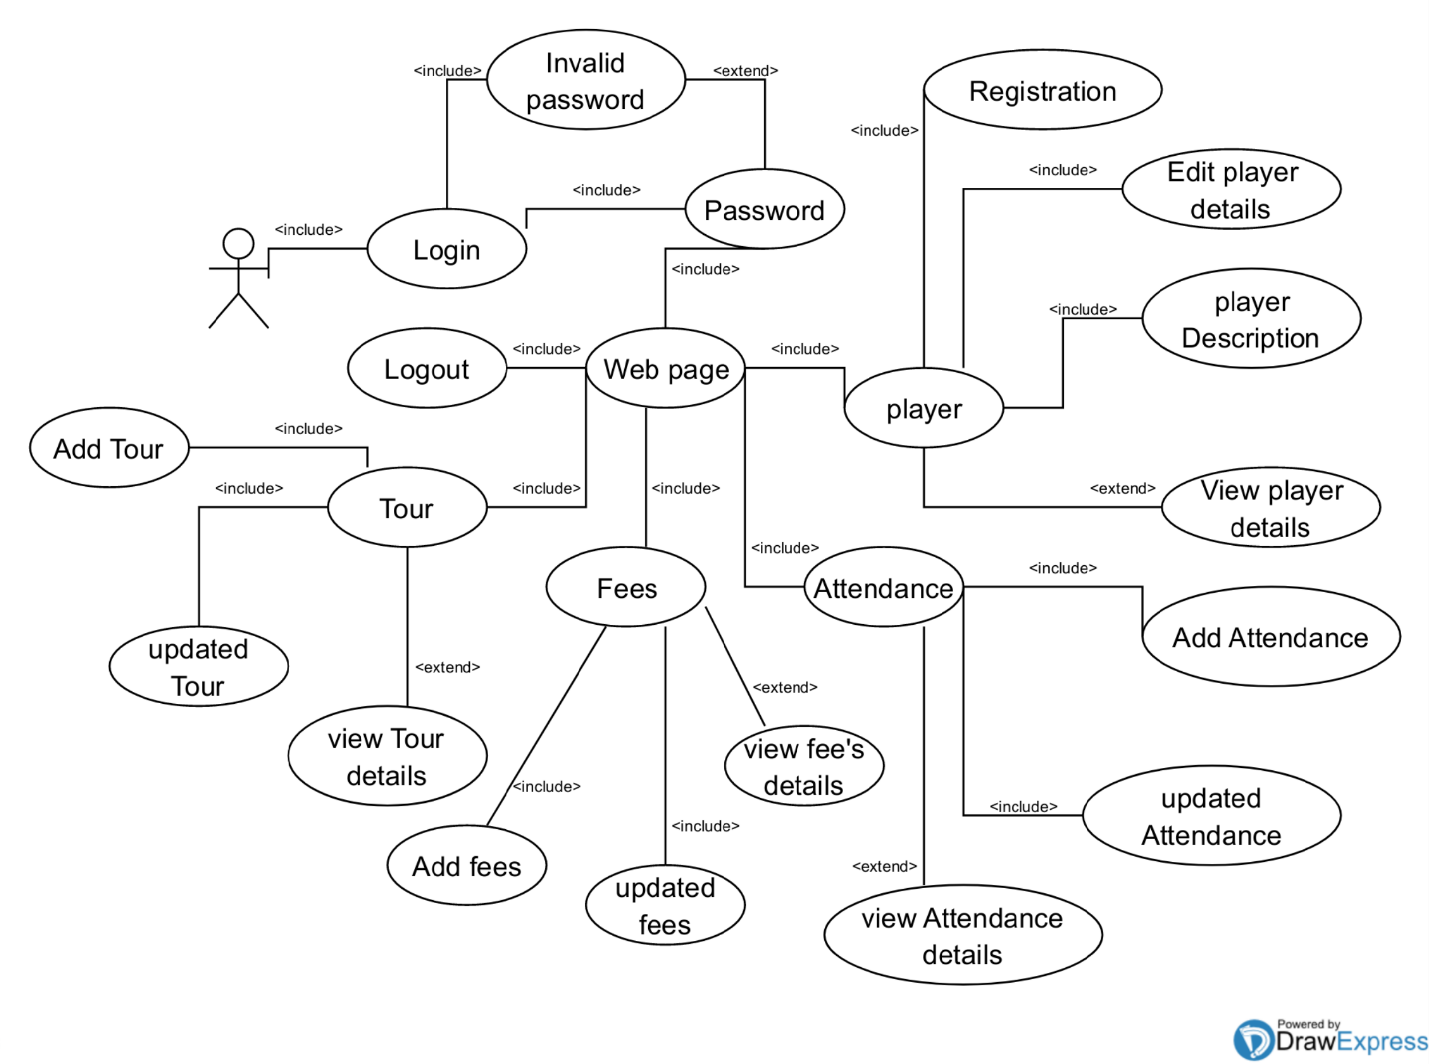 Invalid
password
<include>
<extend>
Registration
<include>
Edit player
details
<include>
<include>
Password
<include>
Login
<include>
player
Description
<include>
Logout
<include>
Web page
<include>
<include>
player
Add Tour
<include>
<include>
Tour
<include>
<include>
<extend>
View player
details
<include>
Fees
Attendance
<include>
Add Attendance
updated
Tour
<extend>
<extend>
view Tour
details
view fee's
details
<include>
<include>
updated
Attendance
<include>
Add fees
<include>
updated
fees
<extend>
view Attendance
details
Powered by
DrawExpress